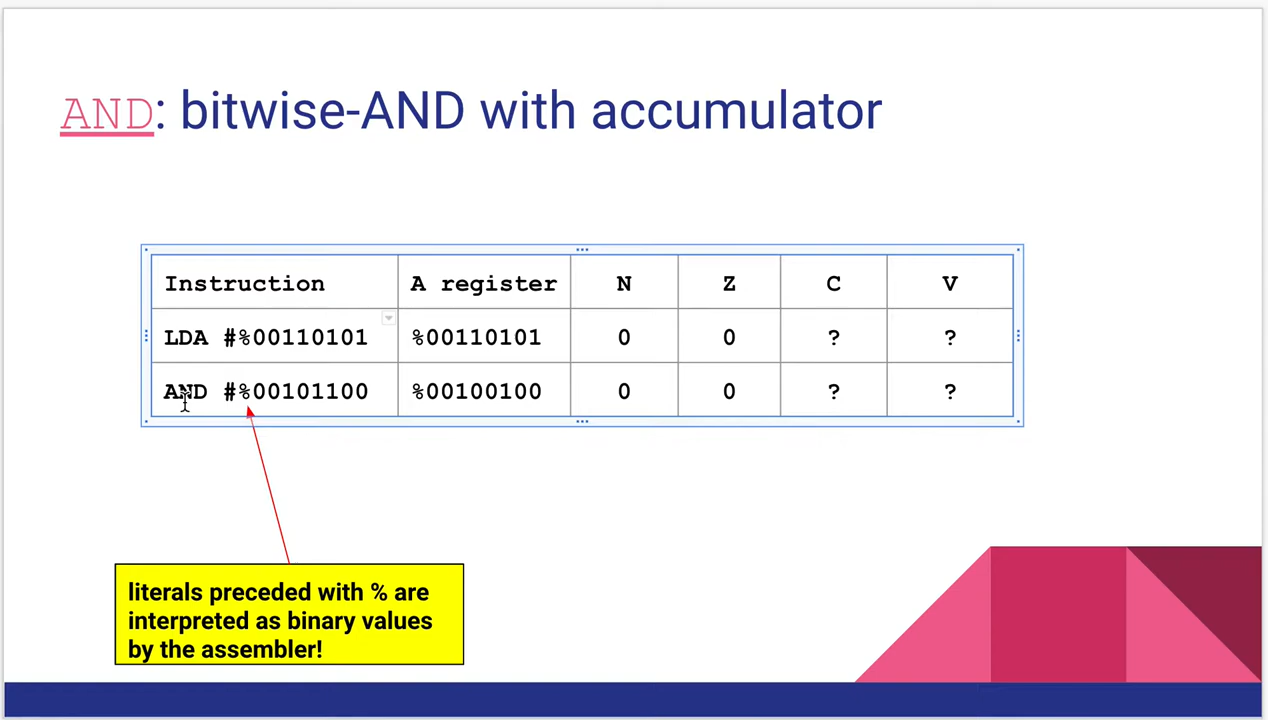 AND: bitwise-AND with accumulator
Instruction A register N Z C V
LDA #%00110101 %00110101 0 0 ? ?
AND #%00101100 %00100100 0 0 ? ?
literals preceded with % are
interpreted as binary values
by the assembler!